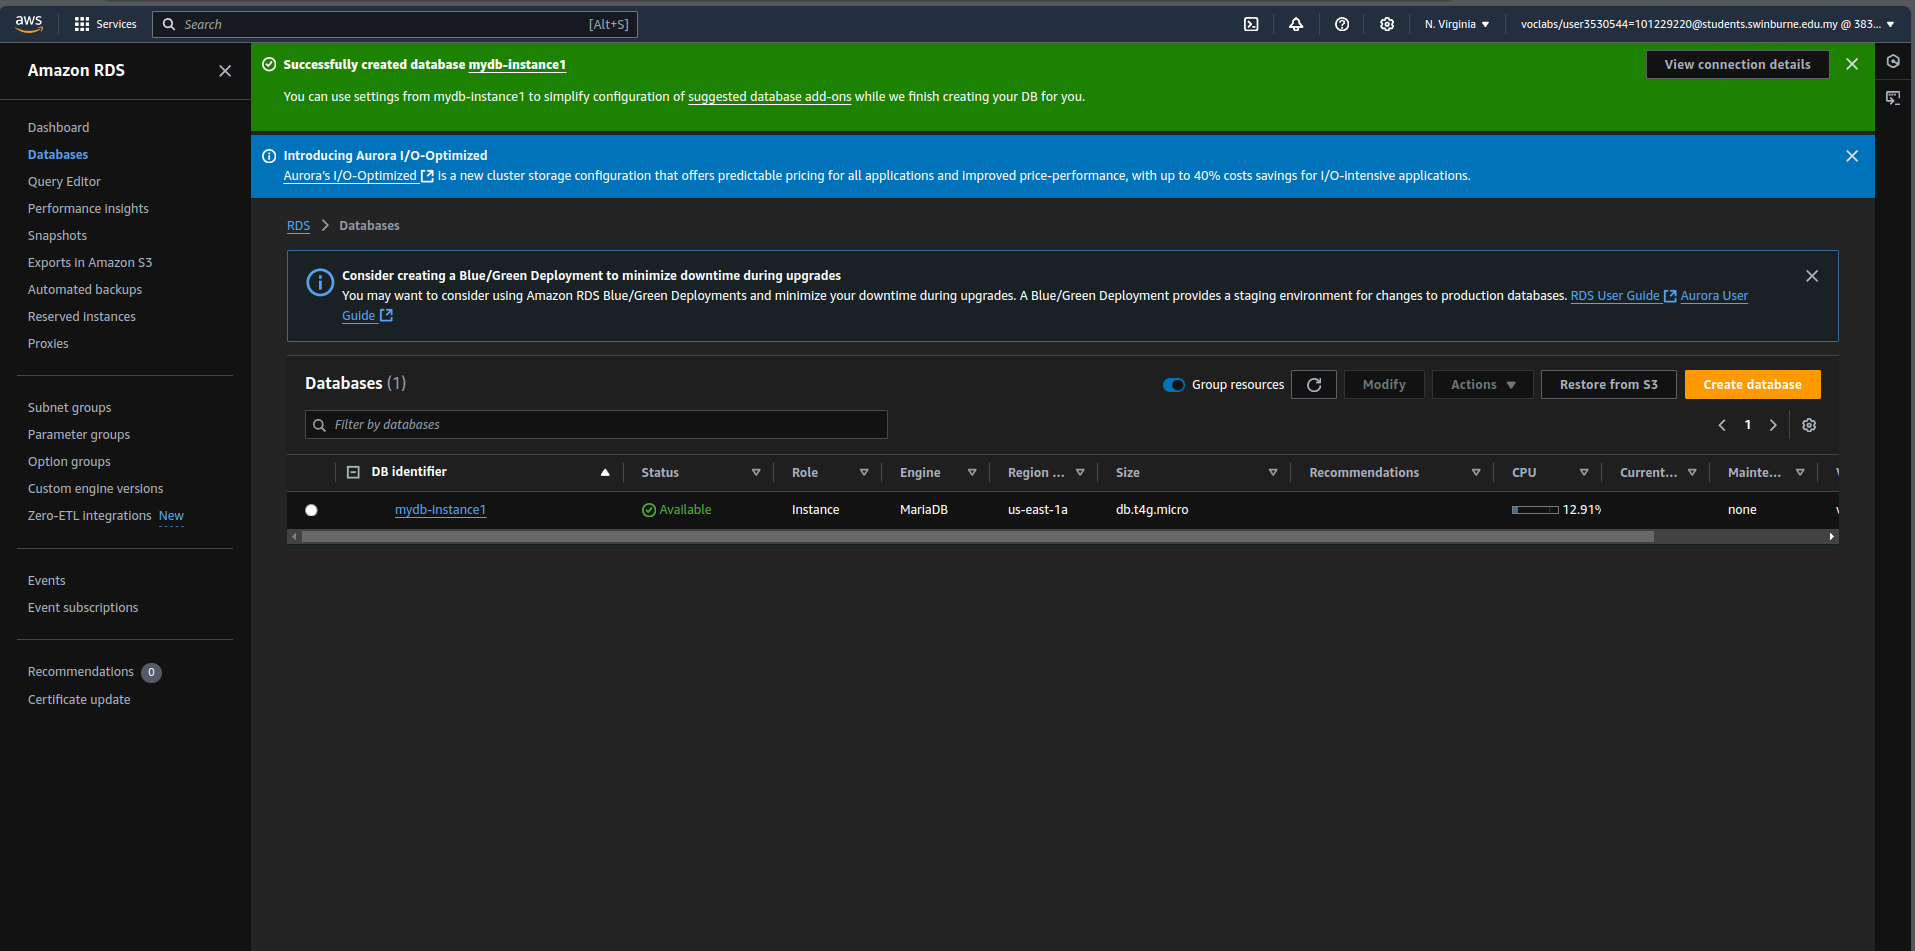 aws
Services
Search
[Alt+S]
N. Virginia
voclabs/user3530544=101229220@students.swinburne.edu.my @ 383...
Amazon RDS
Dashboard
Databases
Query Editor
Performance insights
Snapshots
Exports in Amazon S3
Automated backups
Reserved instances
Proxies
Subnet groups
Parameter groups
Option groups
Custom engine versions
Zero-ETL integrations New
Events
Event subscriptions
Recommendations 0
Certificate update
Successfully created database mydb-instance1
View connection details
You can use settings from mydb-instance1 to simplify configuration of suggested database add-ons while we finish creating your DB for you.
Introducing Aurora I/O-Optimized
Aurora's I/O-Optimized is a new cluster storage configuration that offers predictable pricing for all applications and improved price-performance, with up to 40% costs savings for I/O-intensive applications.
RDS > Databases
Consider creating a Blue/Green Deployment to minimize downtime during upgrades
You may want to consider using Amazon RDS Blue/Green Deployments and minimize your downtime during upgrades. A Blue/Green Deployment provides a staging environment for changes to production databases. RDS User Guide Aurora User
Guide
Databases (1)
Group resources
Modify
Actions
Restore from S3
Create database
Filter by databases
1
DB identifier Status Role Engine Region ... Size Recommendations CPU Current... Mainte...
mydb-instance1 Available Instance MariaDB us-east-1a db.t4g.micro 12.91% none